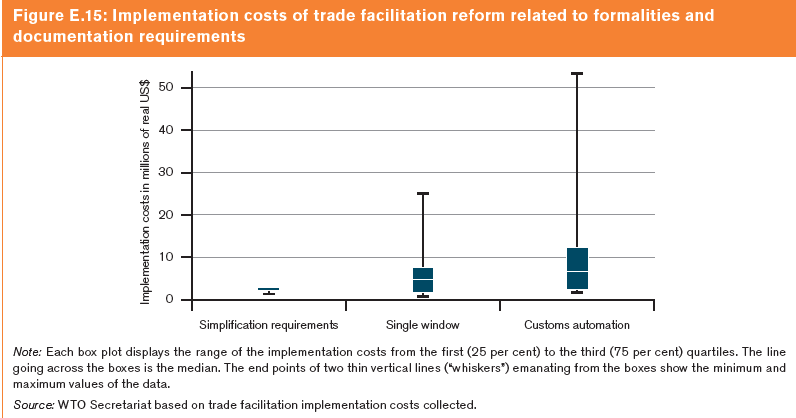 Figure E.15: Implementation costs of trade facilitation reform related to formalities and
documentation requirements
Implementation costs in millions of real US$
50
40
30
20
10
0
Simplification requirements
Single window
Customs automation
Note: Each box plot displays the range of the implementation costs from the first (25 per cent) to the third (75 per cent) quartiles. The line
going across the boxes is the median. The end points of two thin vertical lines (“whiskers”) emanating from the boxes show the minimum and
maximum values of the data.
Source: WTO Secretariat based on trade facilitation implementation costs collected.